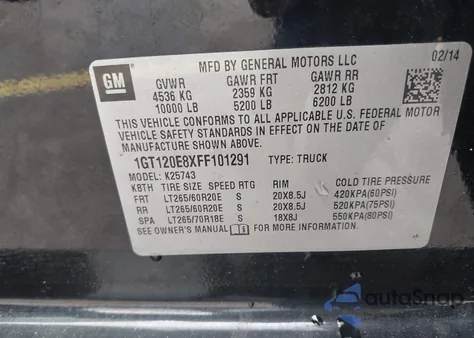 MFD BY GENERAL MOTORS LLC 02/14
GM
GVWR GAWR FRT GAWR RR
4536 KG 2359 KG 2812 KG
10000 LB 5200 LB 6200 LB
THIS VEHICLE CONFORMS TO ALL APPLICABLE U.S. FEDERAL MOTOR
VEHICLE SAFETY STANDARDS IN EFFECT ON THE DATE OF
MANUFACTURE SHOWN ABOVE.
1GT120E8XFF101291 TYPE: TRUCK
MODEL: K25743
KBTH TIRE SIZE SPEED RTG RIM COLD TIRE PRESSURE
FRT LT265/60R20E S 20X8.5J 420KPA(60PSI)
RR LT265/60R20E S 20X8.5J 520KPA(75PSI)
SPA LT265/70R18E S 18X8J 550KPA(80PSI)
SEE OWNER'S MANUAL FOR MORE INFORMATION.
autoSnap